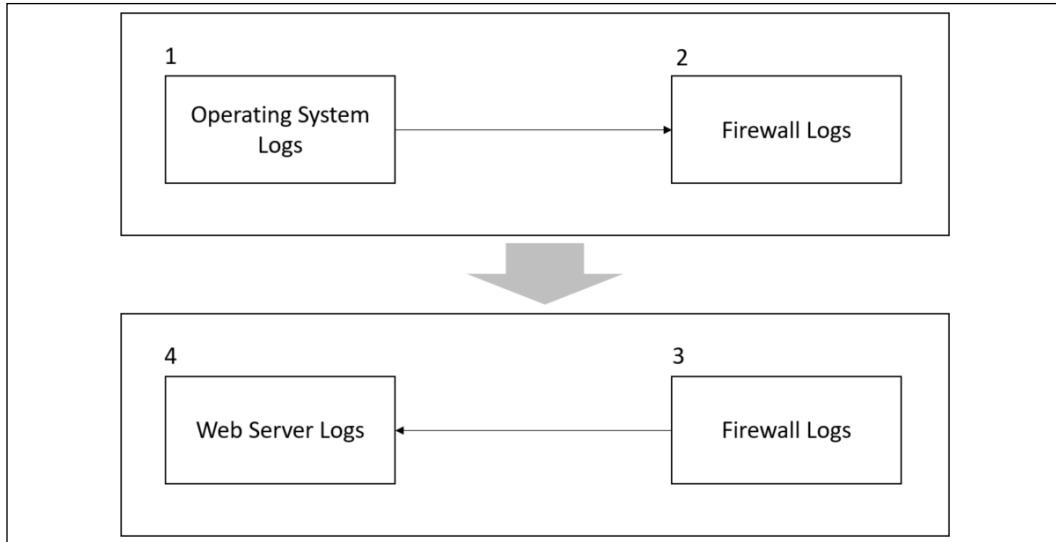 1
Operating System
Logs
2
Firewall Logs
4
Web Server Logs
3
Firewall Logs